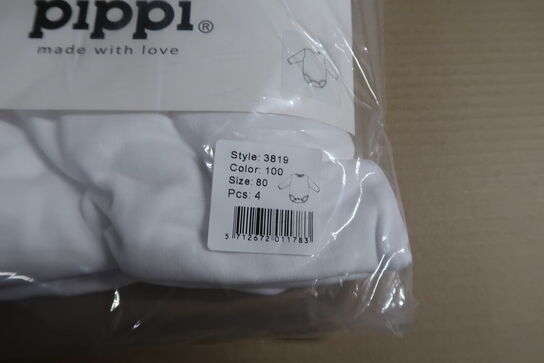 pippi®
made with love
Style: 3819
Color: 100
Size: 80
Pcs: 4
5 712672 011783